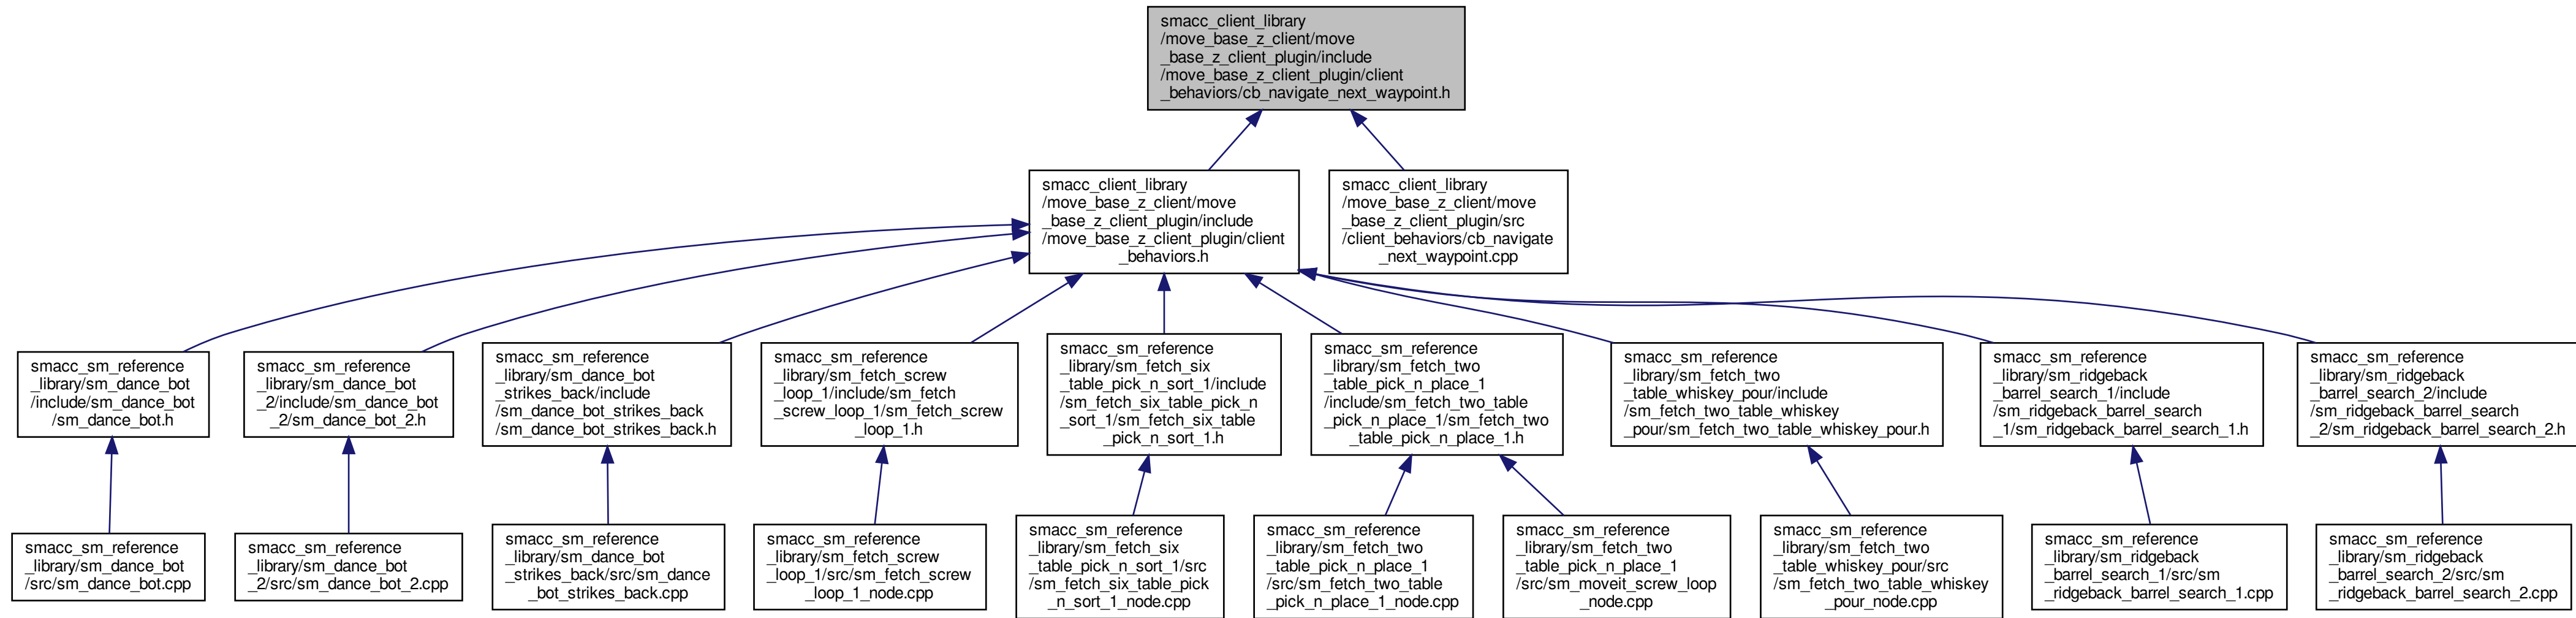 smacc_client_library
/move_base_z_client/move
_base_z_client_plugin/include
/move_base_z_client_plugin/client
_behaviors/cb_navigate_next_waypoint.h
smacc_client_library
/move_base_z_client/move
_base_z_client_plugin/include
/move_base_z_client_plugin/client
_behaviors.h
smacc_client_library
/move_base_z_client/move
_base_z_client_plugin/src
/client_behaviors/cb_navigate
_next_waypoint.cpp
smacc_sm_reference
_library/sm_dance_bot
/include/sm_dance_bot
/sm_dance_bot.h
smacc_sm_reference
_library/sm_dance_bot
_2/include/sm_dance_bot
_2/sm_dance_bot_2.h
smacc_sm_reference
_library/sm_dance_bot
_strikes_back/include
/sm_dance_bot_strikes_back
/sm_dance_bot_strikes_back.h
smacc_sm_reference
_library/sm_fetch_screw
_loop_1/include/sm_fetch
_screw_loop_1/sm_fetch_screw
_loop_1.h
smacc_sm_reference
_library/sm_fetch_six
_table_pick_n_sort_1/include
/sm_fetch_six_table_pick_n
_sort_1/sm_fetch_six_table
_pick_n_sort_1.h
smacc_sm_reference
_library/sm_fetch_two
_table_pick_n_place_1
/include/sm_fetch_two_table
_pick_n_place_1/sm_fetch_two
_table_pick_n_place_1.h
smacc_sm_reference
_library/sm_fetch_two
_table_whiskey_pour/include
/sm_fetch_two_table_whiskey
_pour/sm_fetch_two_table_whiskey_pour.h
smacc_sm_reference
_library/sm_ridgeback
_barrel_search_1/include
/sm_ridgeback_barrel_search
_1/sm_ridgeback_barrel_search_1.h
smacc_sm_reference
_library/sm_ridgeback
_barrel_search_2/include
/sm_ridgeback_barrel_search
_2/sm_ridgeback_barrel_search_2.h
smacc_sm_reference
_library/sm_dance_bot
/src/sm_dance_bot.cpp
smacc_sm_reference
_library/sm_dance_bot
_2/src/sm_dance_bot_2.cpp
smacc_sm_reference
_library/sm_dance_bot
_strikes_back/src/sm_dance
_bot_strikes_back.cpp
smacc_sm_reference
_library/sm_fetch_screw
_loop_1/src/sm_fetch_screw
_loop_1_node.cpp
smacc_sm_reference
_library/sm_fetch_six
_table_pick_n_sort_1/src
/sm_fetch_six_table_pick
_n_sort_1_node.cpp
smacc_sm_reference
_library/sm_fetch_two
_table_pick_n_place_1
/src/sm_fetch_two_table
_pick_n_place_1_node.cpp
smacc_sm_reference
_library/sm_fetch_two
_table_pick_n_place_1
/src/sm_moveit_screw_loop
_node.cpp
smacc_sm_reference
_library/sm_fetch_two
_table_whiskey_pour/src
/sm_fetch_two_table_whiskey
_pour_node.cpp
smacc_sm_reference
_library/sm_ridgeback
_barrel_search_1/src/sm
_ridgeback_barrel_search_1.cpp
smacc_sm_reference
_library/sm_ridgeback
_barrel_search_2/src/sm
_ridgeback_barrel_search_2.cpp